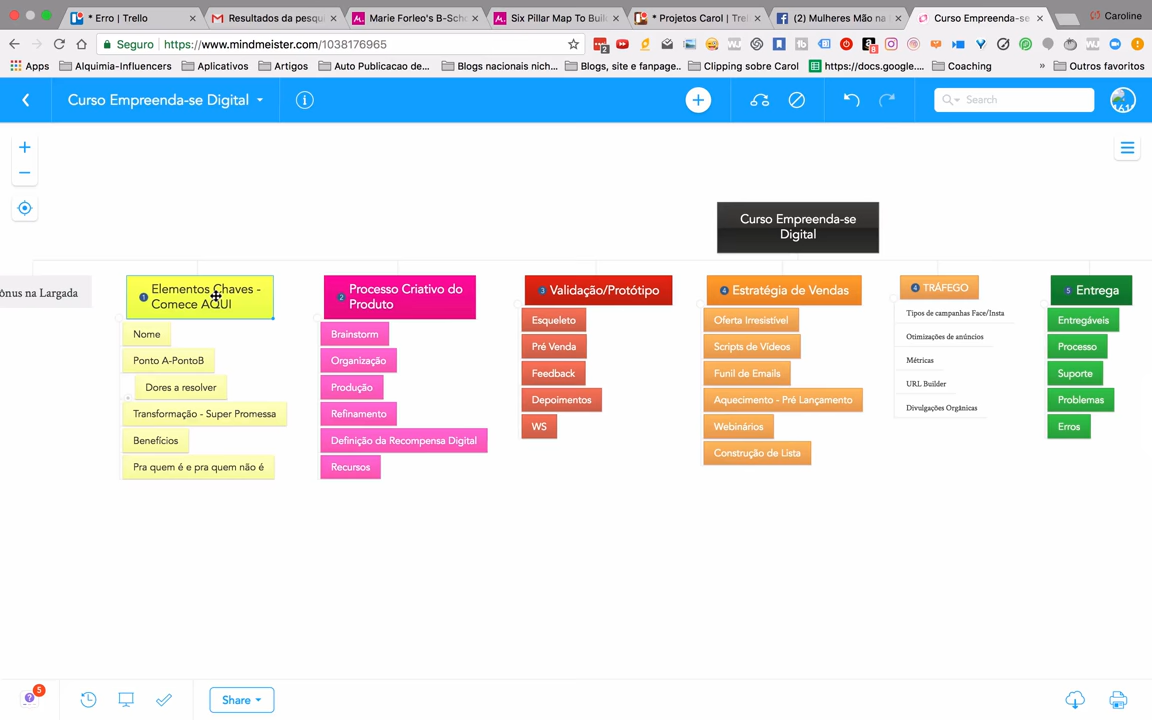 * Erro | Trello
Resultados da pesqui
Marie Forleo's B-Scho
Six Pillar Map To Build
* Projetos Carol | Trel
(2) Mulheres Mão na
Curso Empreenda-se
Caroline
Seguro
https://www.mindmeister.com/1038176965
Apps
Alquimia-Influencers
Aplicativos
Artigos
Auto Publicacao de...
Blogs nacionais nich...
Blogs, site e fanpage..
Clipping sobre Carol
https://docs.google....
Coaching
»
Outros favoritos
Curso Empreenda-se Digital
Search
Curso Empreenda-se
Digital
ônus na Largada
1 Elementos Chaves -
Comece AQUI
Nome
Ponto A-PontoB
Dores a resolver
Transformação - Super Promessa
Benefícios
Pra quem é e pra quem não é
2 Processo Criativo do
Produto
Brainstorm
Organização
Produção
Refinamento
Definição da Recompensa Digital
Recursos
3 Validação/Protótipo
Esqueleto
Pré Venda
Feedback
Depoimentos
WS
4 Estratégia de Vendas
Oferta Irresistível
Scripts de Vídeos
Funil de Emails
Aquecimento - Pré Lançamento
Webinários
Construção de Lista
4 TRÁFEGO
Tipos de campanhas Face/Insta
Otimizações de anúncios
Métricas
URL Builder
Divulgações Orgânicas
5 Entrega
Entregáveis
Processo
Suporte
Problemas
Erros
5
Share